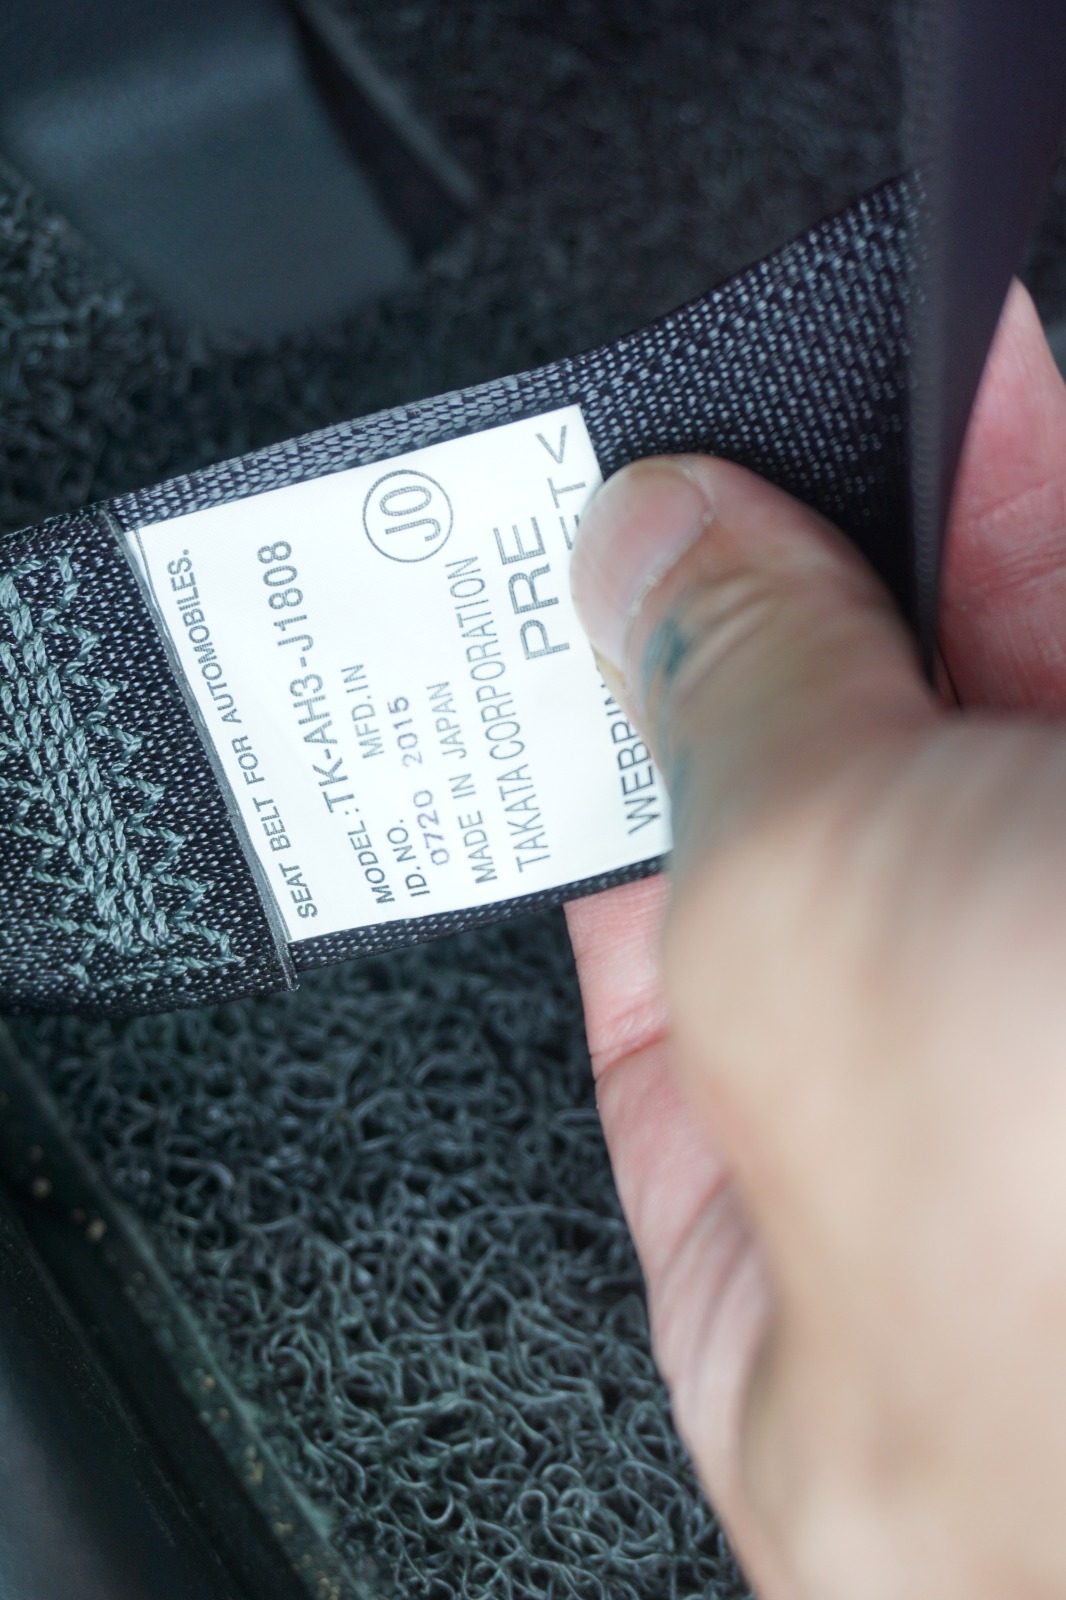 SEAT BELT FOR AUTOMOBILES.
MODEL : TK-AH3-J1808
ID. NO. MFD. IN
0720 2015
MADE IN JAPAN
TAKATA CORPORATION
JO
PRE